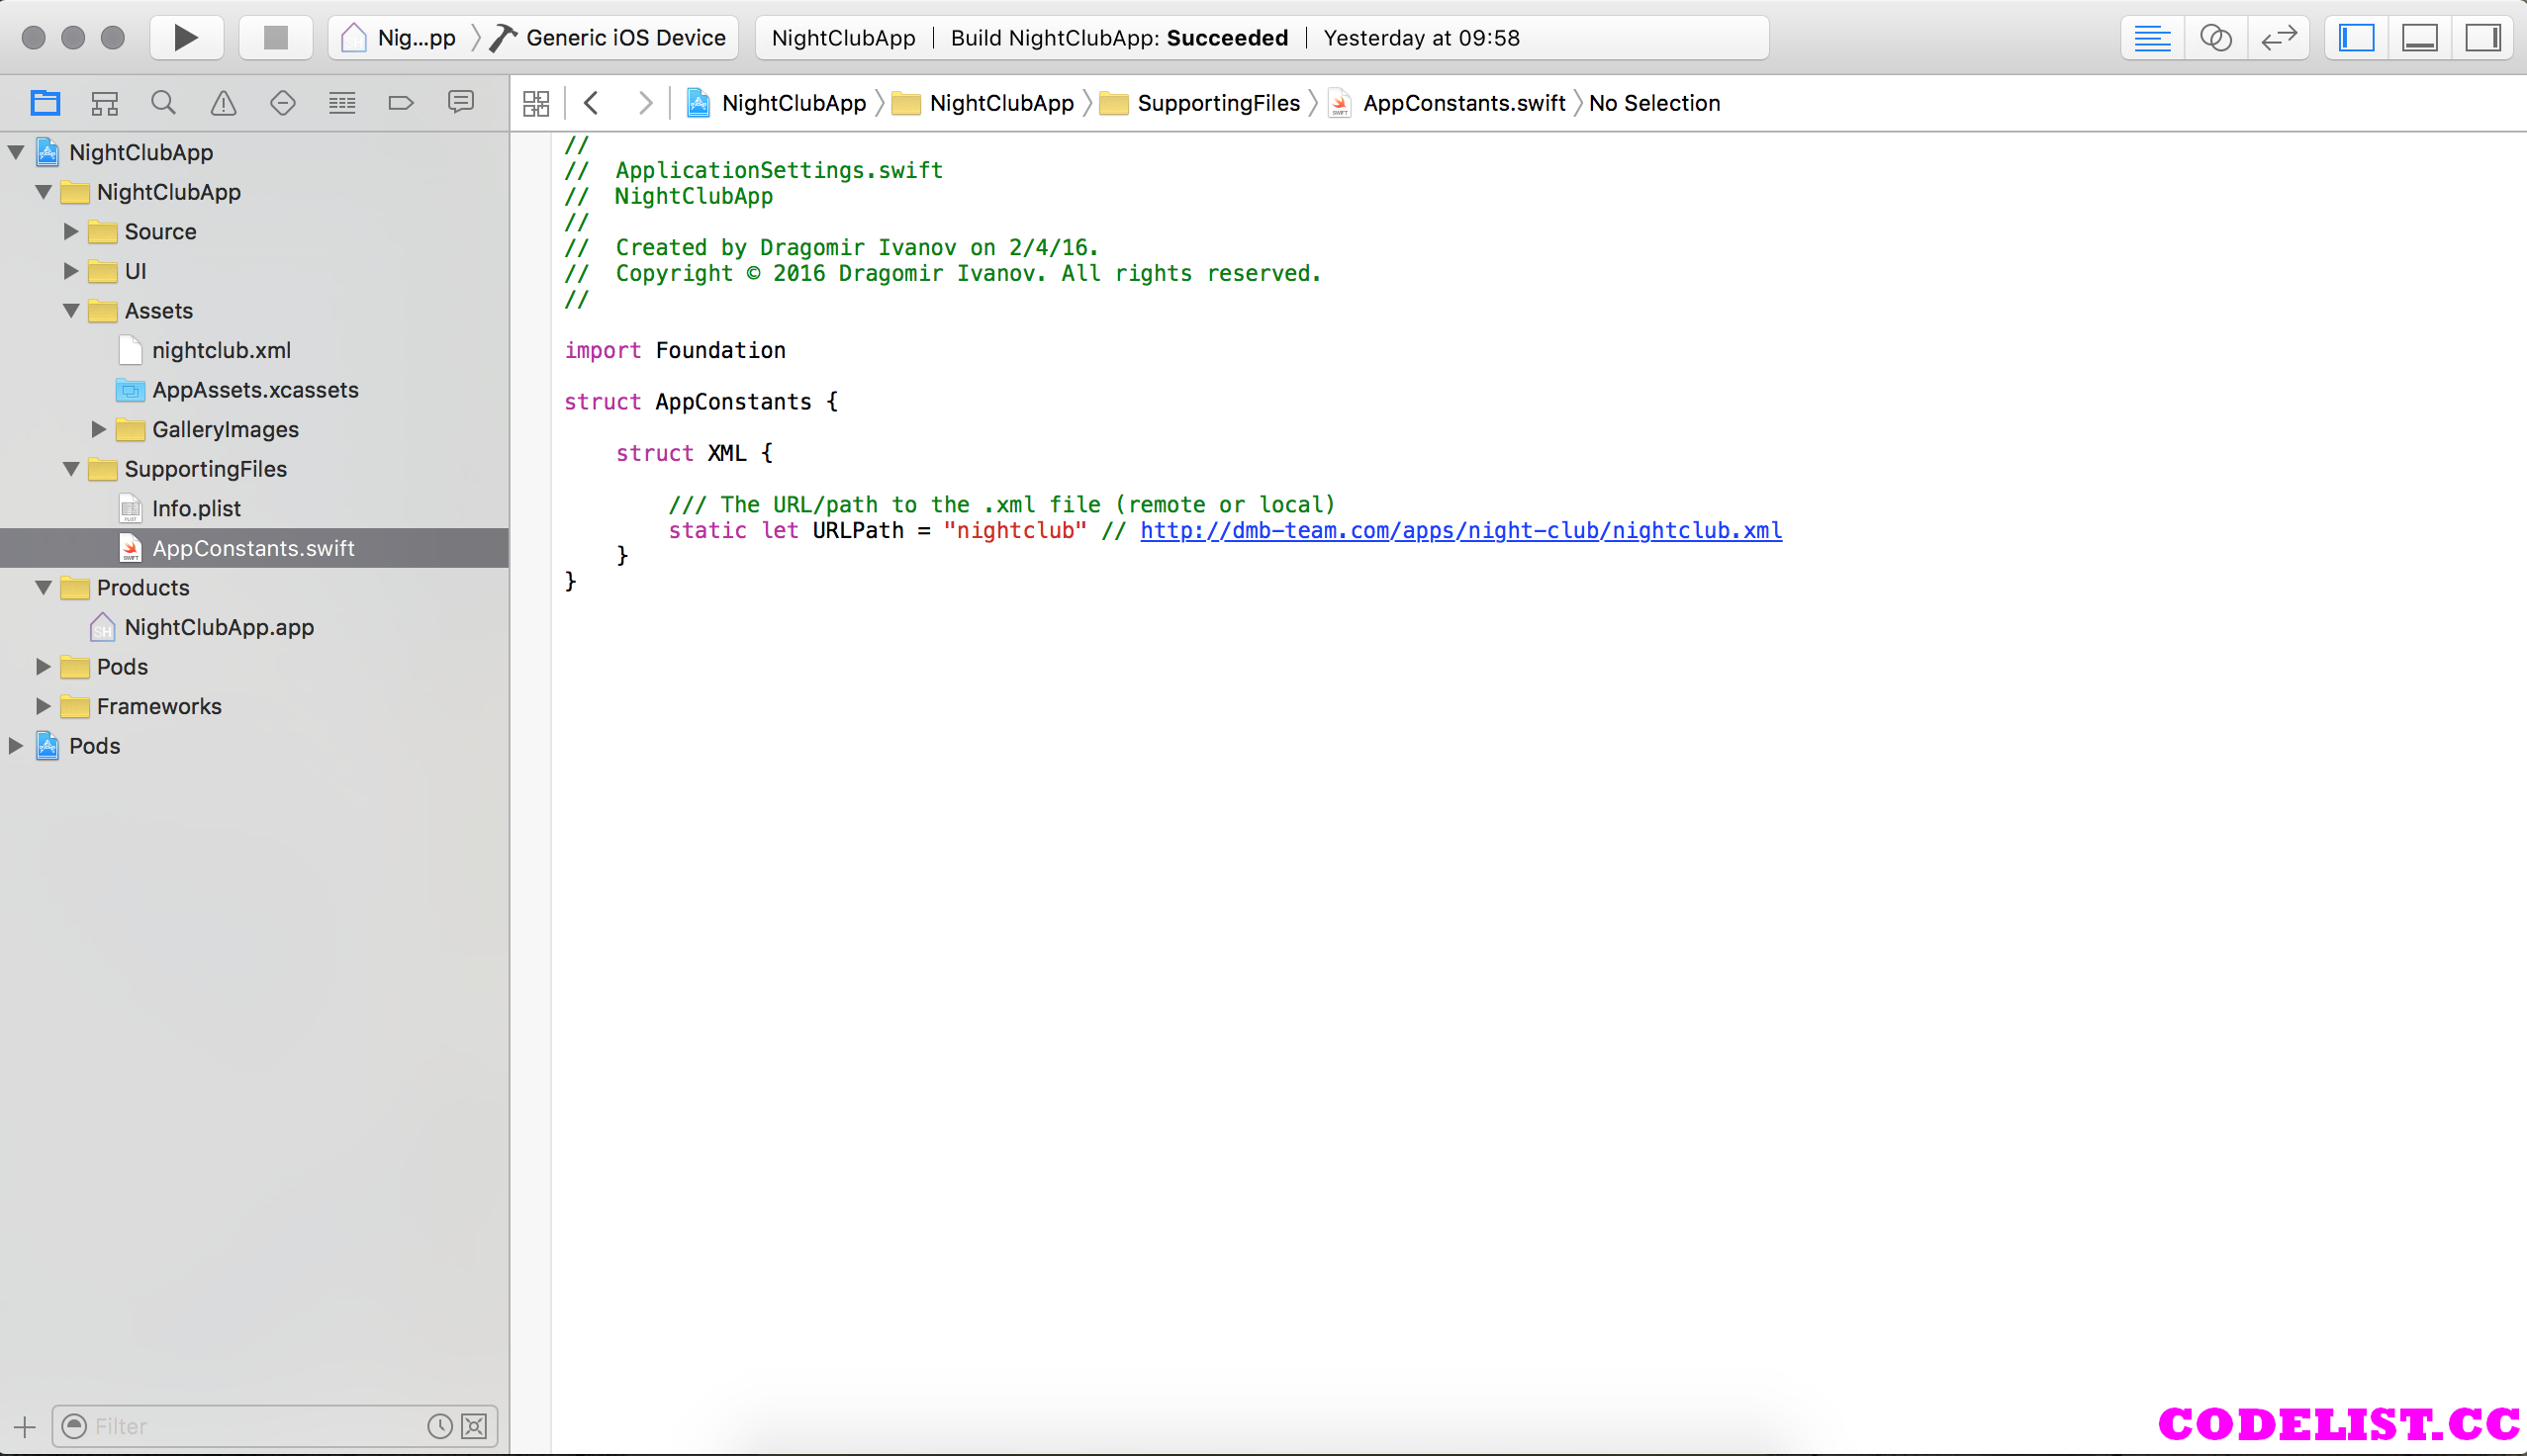 Nig...pp
Generic iOS Device
NightClubApp
Build NightClubApp: Succeeded
Yesterday at 09:58
NightClubApp
NightClubApp
SupportingFiles
AppConstants.swift
No Selection
NightClubApp
NightClubApp
Source
UI
Assets
nightclub.xml
AppAssets.xcassets
GalleryImages
SupportingFiles
Info.plist
AppConstants.swift
Products
NightClubApp.app
Pods
Frameworks
Pods
Filter
//
//  ApplicationSettings.swift
//  NightClubApp
//
//  Created by Dragomir Ivanov on 2/4/16.
//  Copyright © 2016 Dragomir Ivanov. All rights reserved.
//
import Foundation
struct AppConstants {
    struct XML {
        /// The URL/path to the .xml file (remote or local)
        static let URLPath = "nightclub" // http://dmb-team.com/apps/night-club/nightclub.xml
    }
}
CODELIST.CC